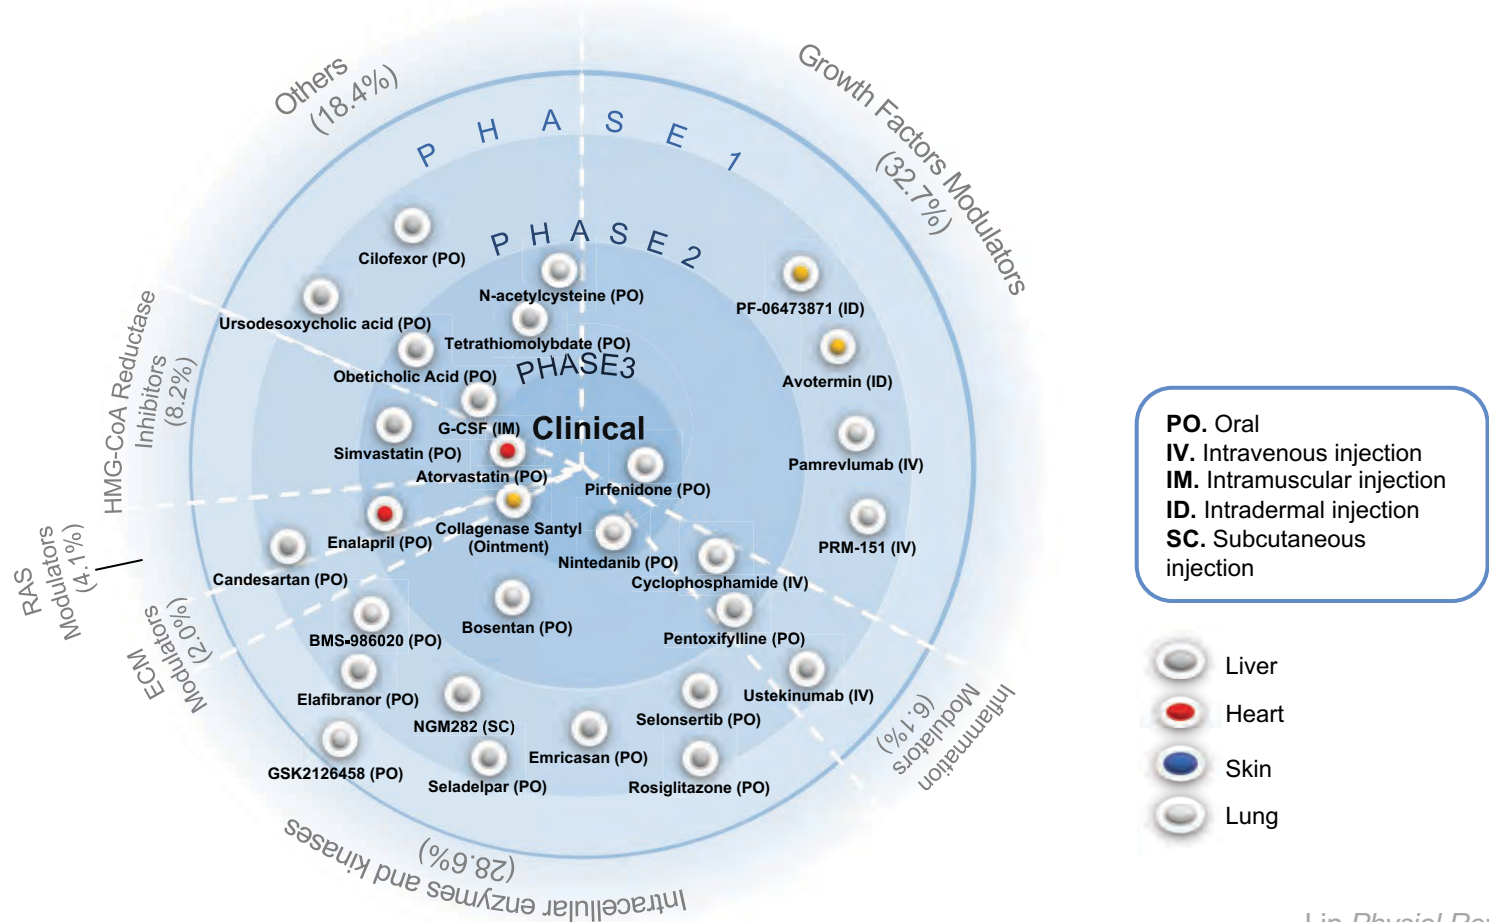 Others
(18.4%)
Growth Factors Modulators
(32.7%)
PHASE 1
PHASE 2
PHASE3
Clinical
Cilofexor (PO)
Ursodesoxycholic acid (PO)
N-acetylcysteine (PO)
Tetrathiomolybdate (PO)
Obeticholic Acid (PO)
G-CSF (IM)
PF-06473871 (ID)
Avotermin (ID)
Pamrevlumab (IV)
PRM-151 (IV)
Pirfenidone (PO)
HMG-CoA Reductase
Inhibitors
(8.2%)
Simvastatin (PO)
Atorvastatin (PO)
RAS
Modulators
(4.1%)
Enalapril (PO)
Candesartan (PO)
ECM
Modulators
(2.0%)
Collagenase Santyl
(Ointment)
Nintedanib (PO)
Cyclophosphamide (IV)
Pentoxifylline (PO)
Ustekinumab (IV)
Inflammation
Modulators
(6.1%)
Bosentan (PO)
BMS-986020 (PO)
Elafibranor (PO)
NGM282 (SC)
GSK2126458 (PO)
Seladelpar (PO)
Emricasan (PO)
Selonsertib (PO)
Rosiglitazone (PO)
Intracellular enzymes and kinases
(28.6%)
PO. Oral
IV. Intravenous injection
IM. Intramuscular injection
ID. Intradermal injection
SC. Subcutaneous
injection
Liver
Heart
Skin
Lung